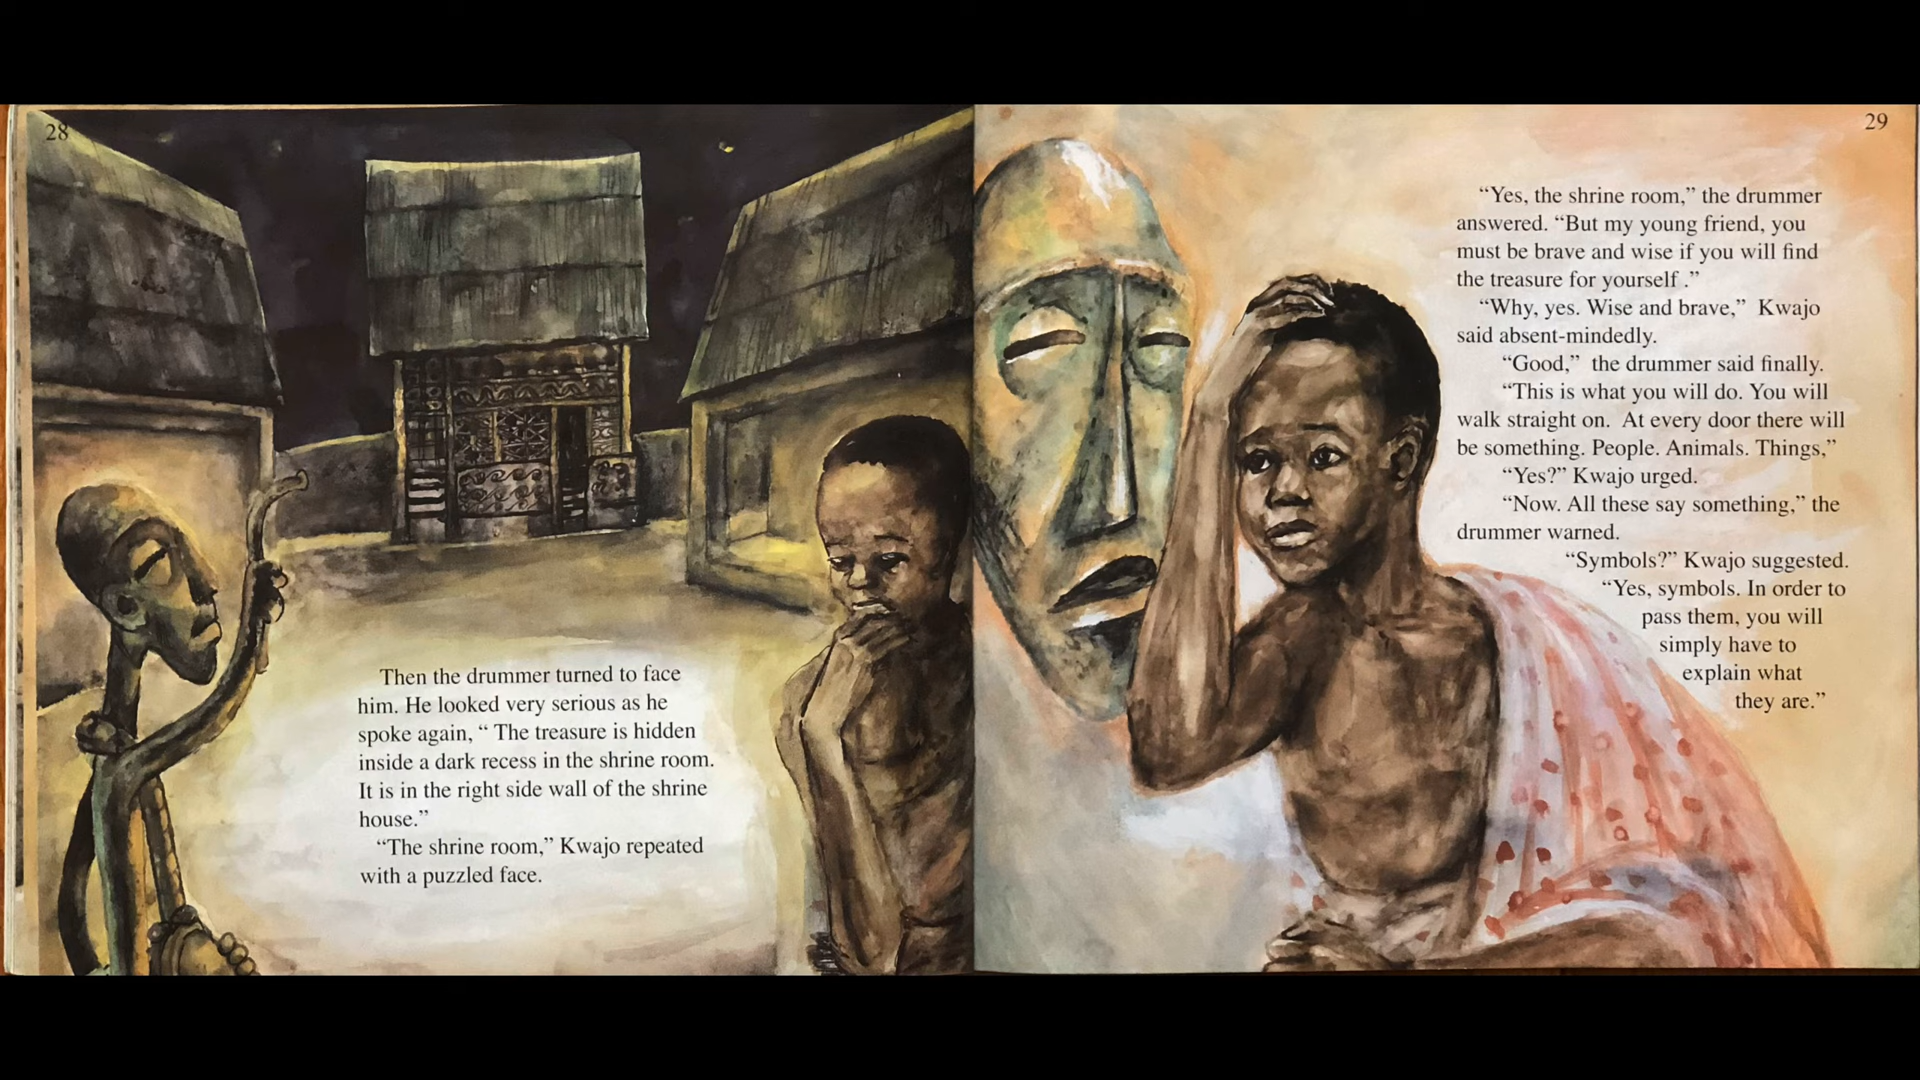 28
Then the drummer turned to face
him. He looked very serious as he
spoke again, “ The treasure is hidden
inside a dark recess in the shrine room.
It is in the right side wall of the shrine
house.”
“The shrine room,” Kwajo repeated
with a puzzled face.
29
“Yes, the shrine room,” the drummer
answered. “But my young friend, you
must be brave and wise if you will find
the treasure for yourself .”
“Why, yes. Wise and brave,” Kwajo
said absent-mindedly.
“Good,” the drummer said finally.
“This is what you will do. You will
walk straight on. At every door there will
be something. People. Animals. Things,”
“Yes?” Kwajo urged.
“Now. All these say something,” the
drummer warned.
“Symbols?” Kwajo suggested.
“Yes, symbols. In order to
pass them, you will
simply have to
explain what
they are.”